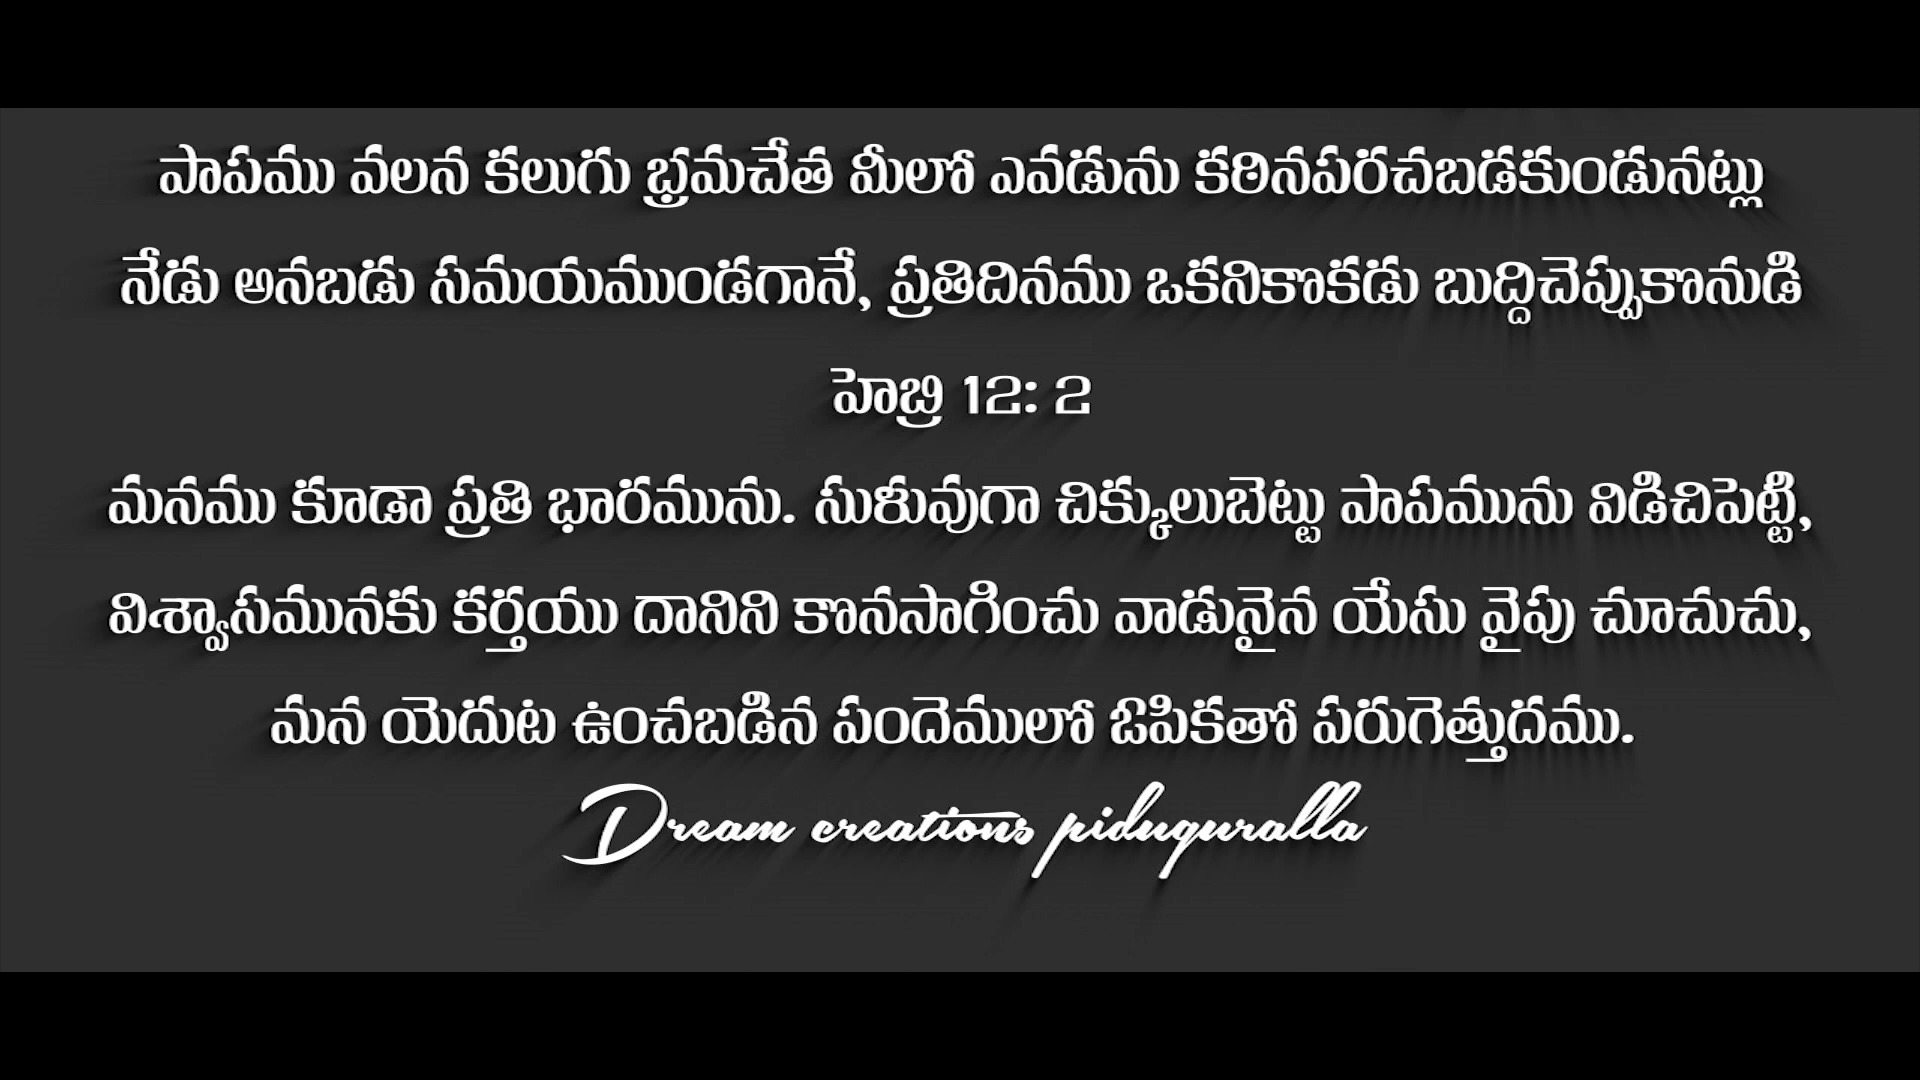 పాపము వలన కలుగు భ్రమచేత మీలో ఎవడును కఠినపరచబడకుండునట్లు
నేడు అనబడు సమయముండగానే, ప్రతిదినము ఒకనికొకడు బుద్దిచెప్పుకొనుడి
హెబ్రి 12: 2
మనము కూడా ప్రతి భారమును. సుళువుగా చిక్కులుబెట్టు పాపమును విడిచిపెట్టి,
విశ్వాసమునకు కర్తయు దానిని కొనసాగించు వాడునైన యేసు వైపు చూచుచు,
మన యెదుట ఉంచబడిన పందెములో ఓపికతో పరుగెత్తుదము.
Dream creations piduguralla